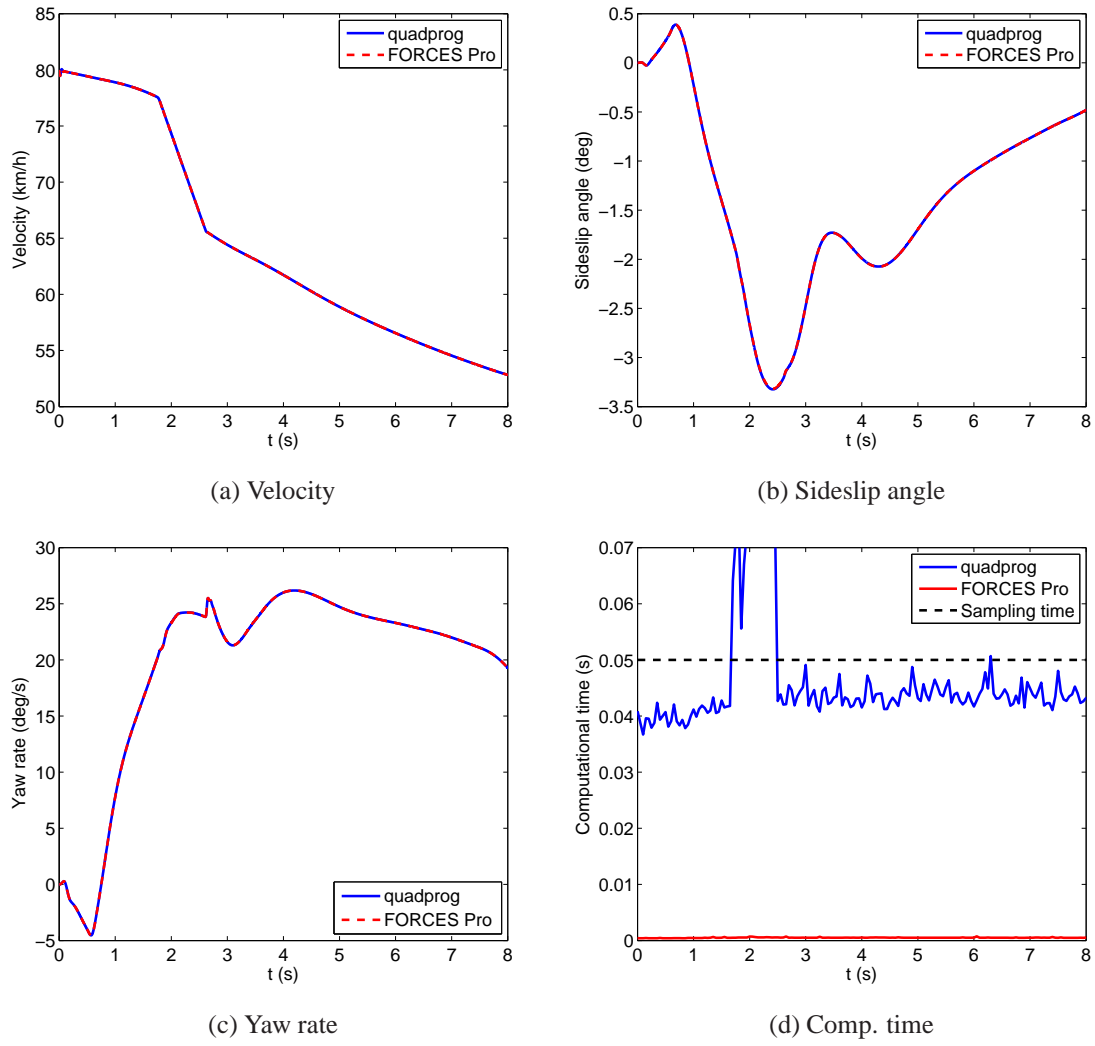 85
80
75
70
65
60
55
50
0 1 2 3 4 5 6 7 8
Velocity (km/h)
t (s)
quadprog
FORCES Pro
(a) Velocity
0.5
0
−0.5
−1
−1.5
−2
−2.5
−3
−3.5
0 1 2 3 4 5 6 7 8
Sideslip angle (deg)
t (s)
quadprog
FORCES Pro
(b) Sideslip angle
30
25
20
15
10
5
0
−5
0 1 2 3 4 5 6 7 8
Yaw rate (deg/s)
t (s)
quadprog
FORCES Pro
(c) Yaw rate
0.07
0.06
0.05
0.04
0.03
0.02
0.01
0
0 1 2 3 4 5 6 7 8
Computational time (s)
t (s)
quadprog
FORCES Pro
Sampling time
(d) Comp. time